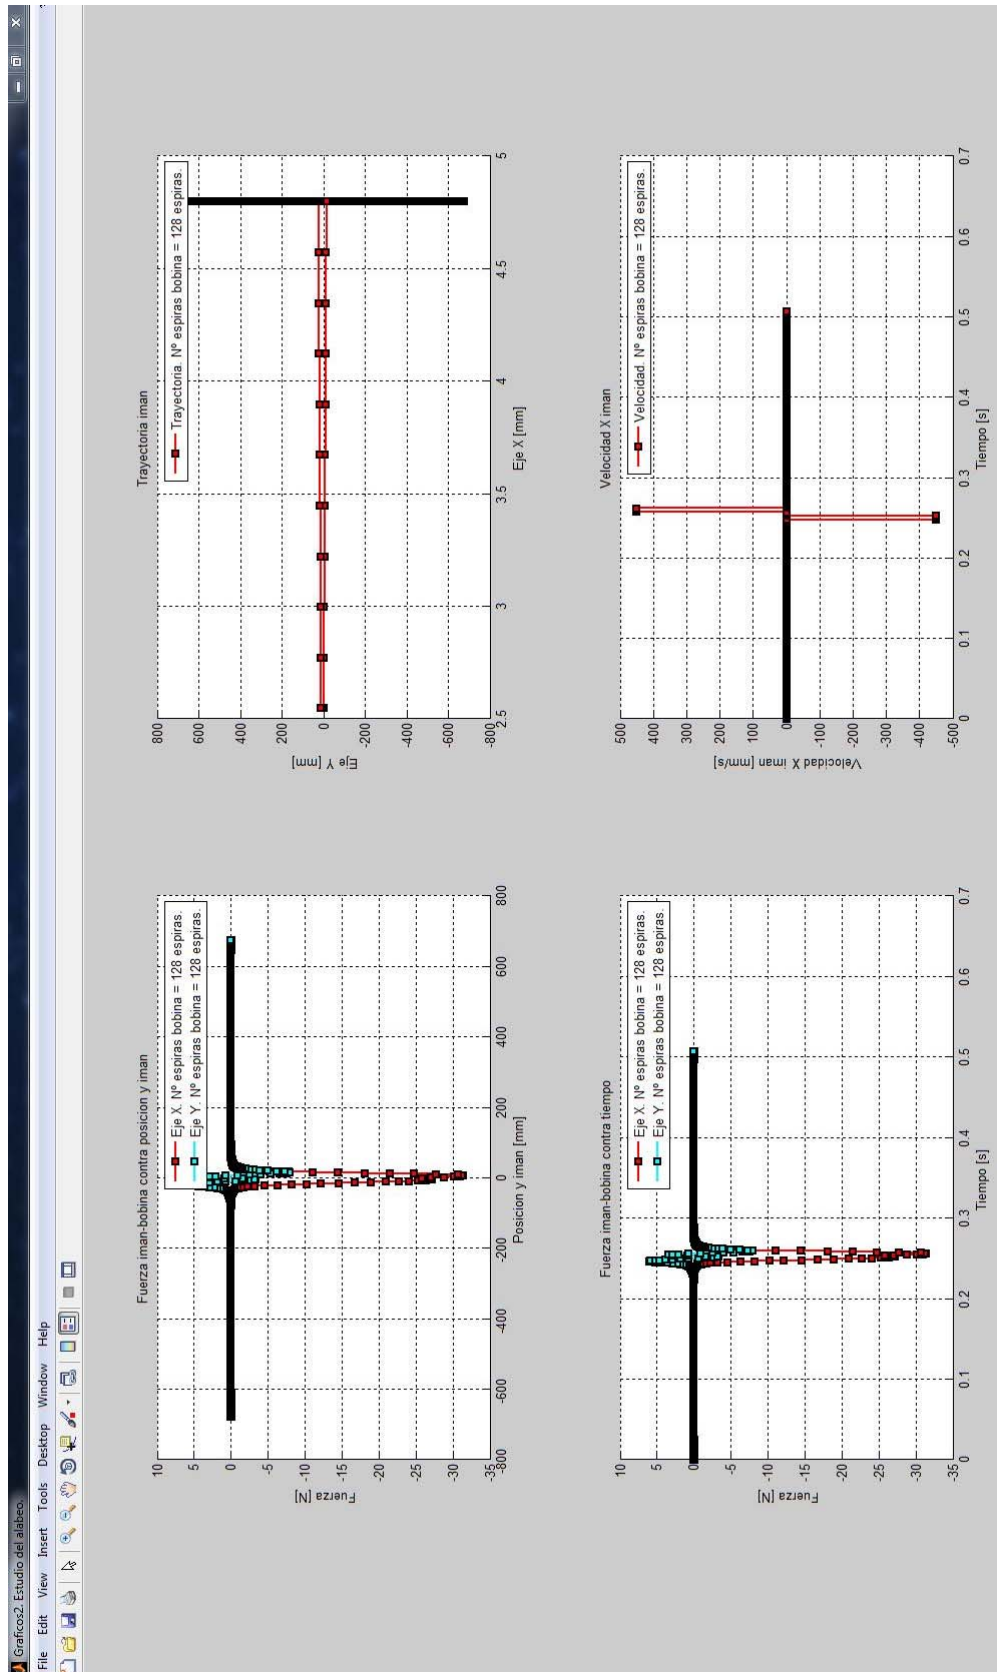 Graficos2. Estudio del alabeo.
File Edit View Insert Tools Desktop Window Help
Fuerza iman-bobina contra posicion y iman
Eje X. Nº espiras bobina = 128 espiras.
Eje Y. Nº espiras bobina = 128 espiras.
Fuerza [N]
10
5
0
-5
-10
-15
-20
-25
-30
-35
-800 -600 -400 -200 0 200 400 600 800
Posicion y iman [mm]
Trayectoria iman
Trayectoria. Nº espiras bobina = 128 espiras.
Eje Y [mm]
800
600
400
200
0
-200
-400
-600
-800
2.5 3 3.5 4 4.5 5
Eje X [mm]
Fuerza iman-bobina contra tiempo
Eje X. Nº espiras bobina = 128 espiras.
Eje Y. Nº espiras bobina = 128 espiras.
Fuerza [N]
10
5
0
-5
-10
-15
-20
-25
-30
-35
0 0.1 0.2 0.3 0.4 0.5 0.6 0.7
Tiempo [s]
Velocidad X iman
Velocidad. Nº espiras bobina = 128 espiras.
Velocidad X iman [mm/s]
500
400
300
200
100
0
-100
-200
-300
-400
-500
0 0.1 0.2 0.3 0.4 0.5 0.6 0.7
Tiempo [s]